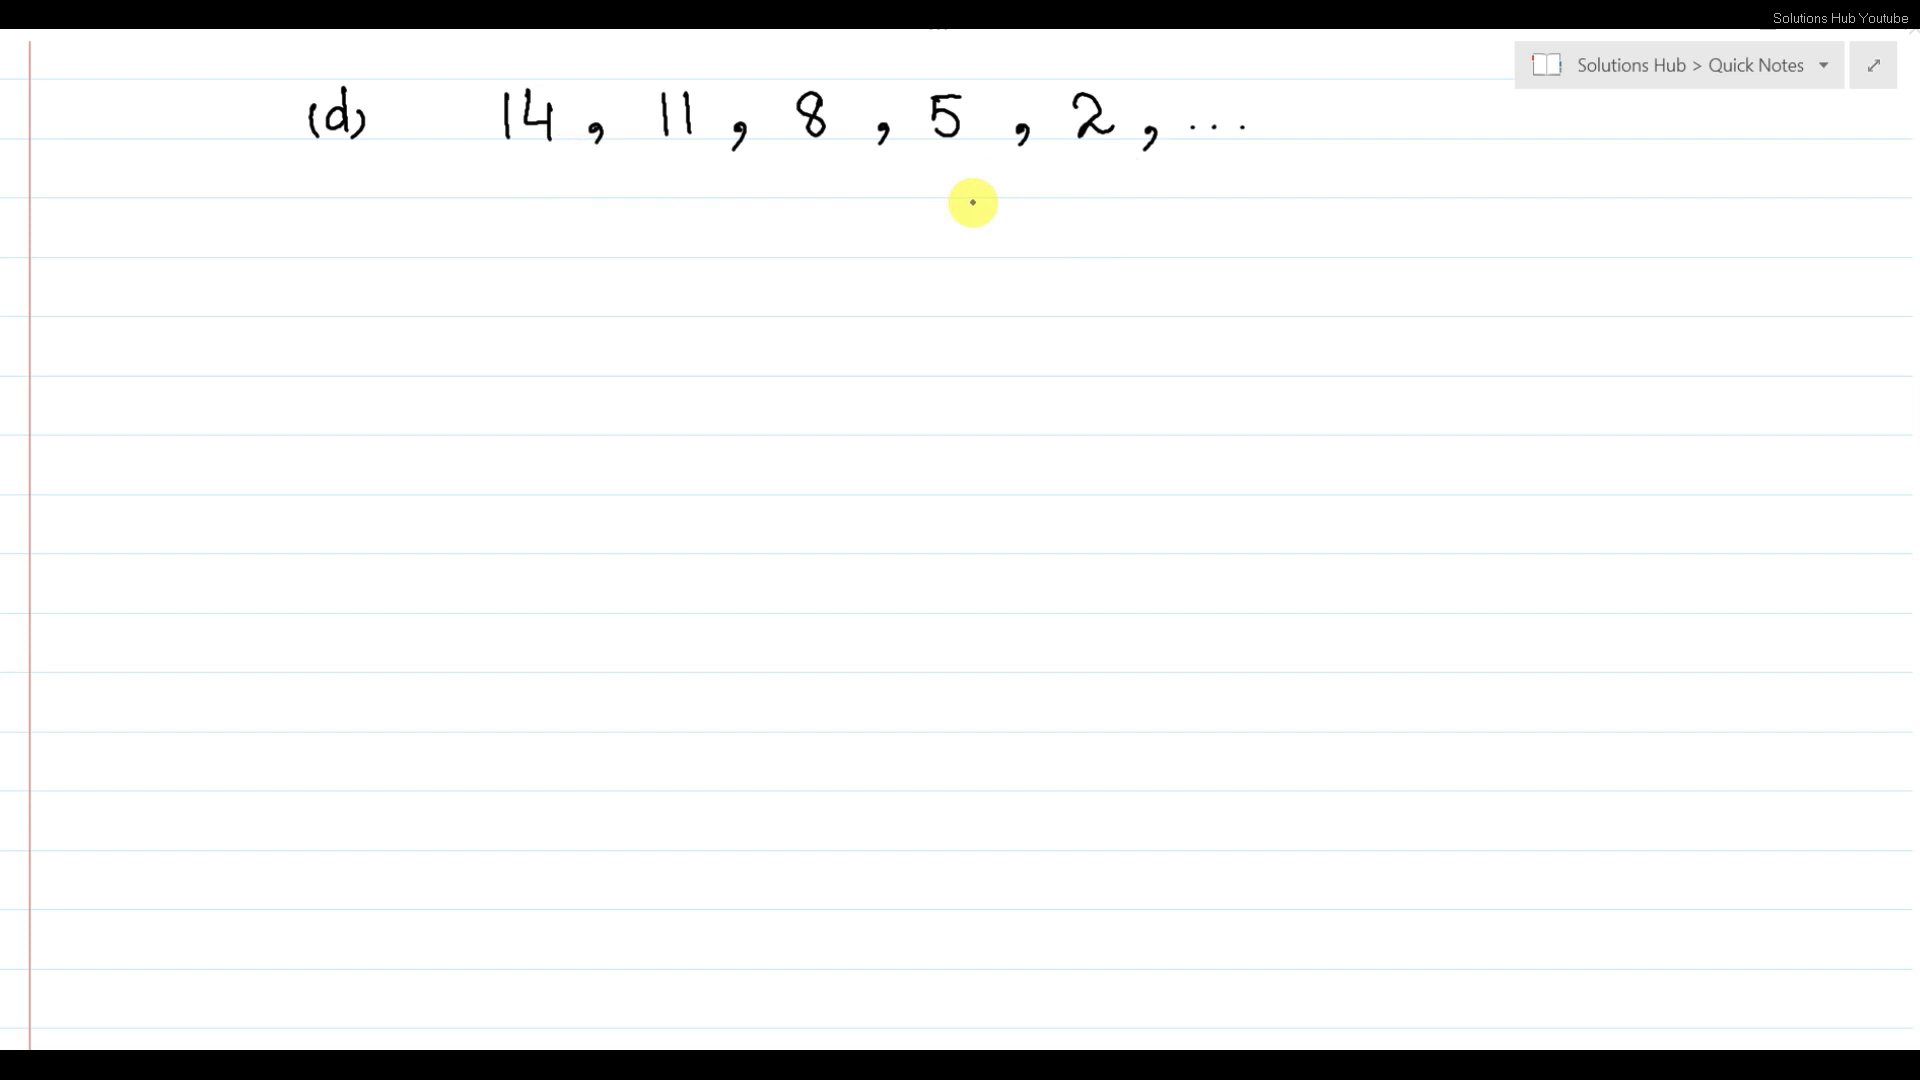 Solutions Hub Youtube
Solutions Hub > Quick Notes
(d) 14 , 11 , 8 , 5 , 2 , ...